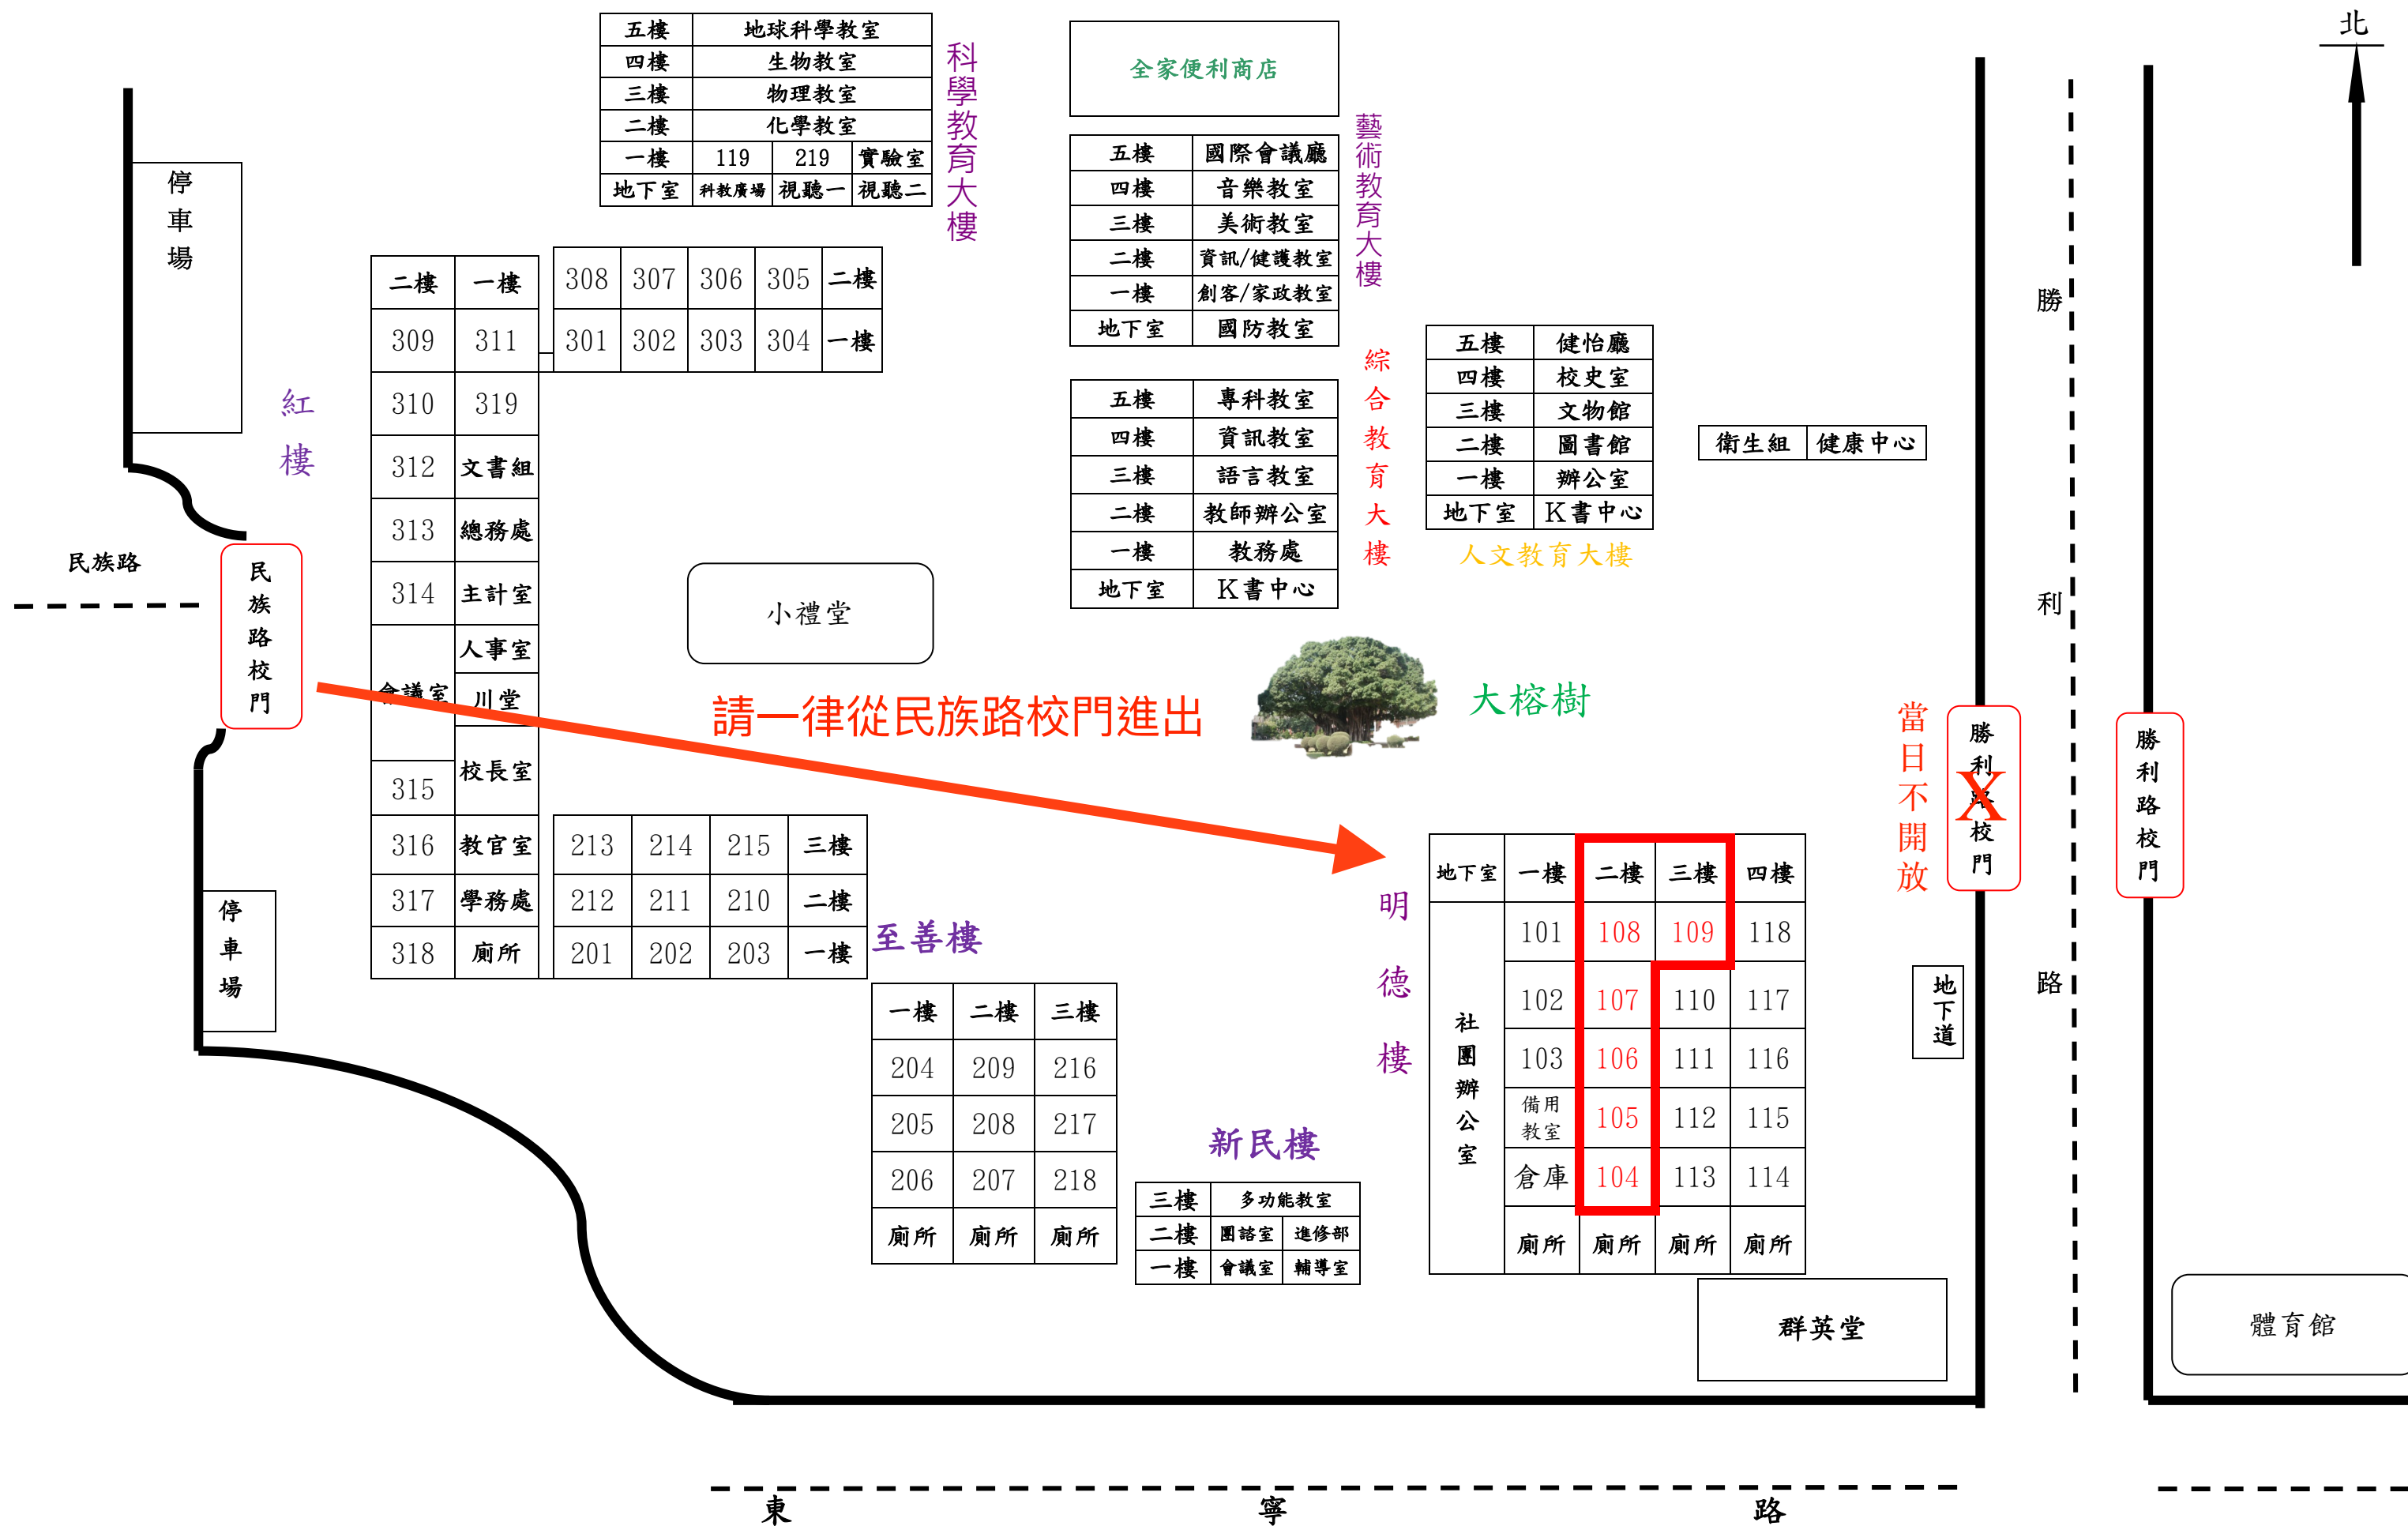 北
五樓 地球科學教室
四樓 生物教室
三樓 物理教室
二樓 化學教室
一樓 119 219 實驗室
地下室 科教廣場 視聽一 視聽二
科學教育大樓
全家便利商店
五樓 國際會議廳
四樓 音樂教室
三樓 美術教室
二樓 資訊/健護教室
一樓 創客/家政教室
地下室 國防教室
藝術教育大樓
停車場
二樓 一樓
309 311
310 319
312 文書組
313 總務處
314 主計室
會議室 人事室
川堂
315 校長室
316 教官室
317 學務處
318 廁所
紅樓
308 307 306 305 二樓
301 302 303 304 一樓
五樓 專科教室
四樓 資訊教室
三樓 語言教室
二樓 教師辦公室
一樓 教務處
地下室 K書中心
綜合教育大樓
五樓 健怡廳
四樓 校史室
三樓 文物館
二樓 圖書館
一樓 辦公室
地下室 K書中心
人文教育大樓
衛生組 健康中心
勝利路
民族路
民族路校門
小禮堂
請一律從民族路校門進出
大榕樹
當日不開放
勝利路校門
X
勝利路校門
停車場
213 214 215 三樓
212 211 210 二樓
201 202 203 一樓
至善樓
一樓 二樓 三樓
204 209 216
205 208 217
206 207 218
廁所 廁所 廁所
新民樓
三樓 多功能教室
二樓 團諮室 進修部
一樓 會議室 輔導室
明德樓
地下室 一樓 二樓 三樓 四樓
社團辦公室
101 108 109 118
102 107 110 117
103 106 111 116
備用教室 105 112 115
倉庫 104 113 114
廁所 廁所 廁所 廁所
地下道
群英堂
體育館
東寧路